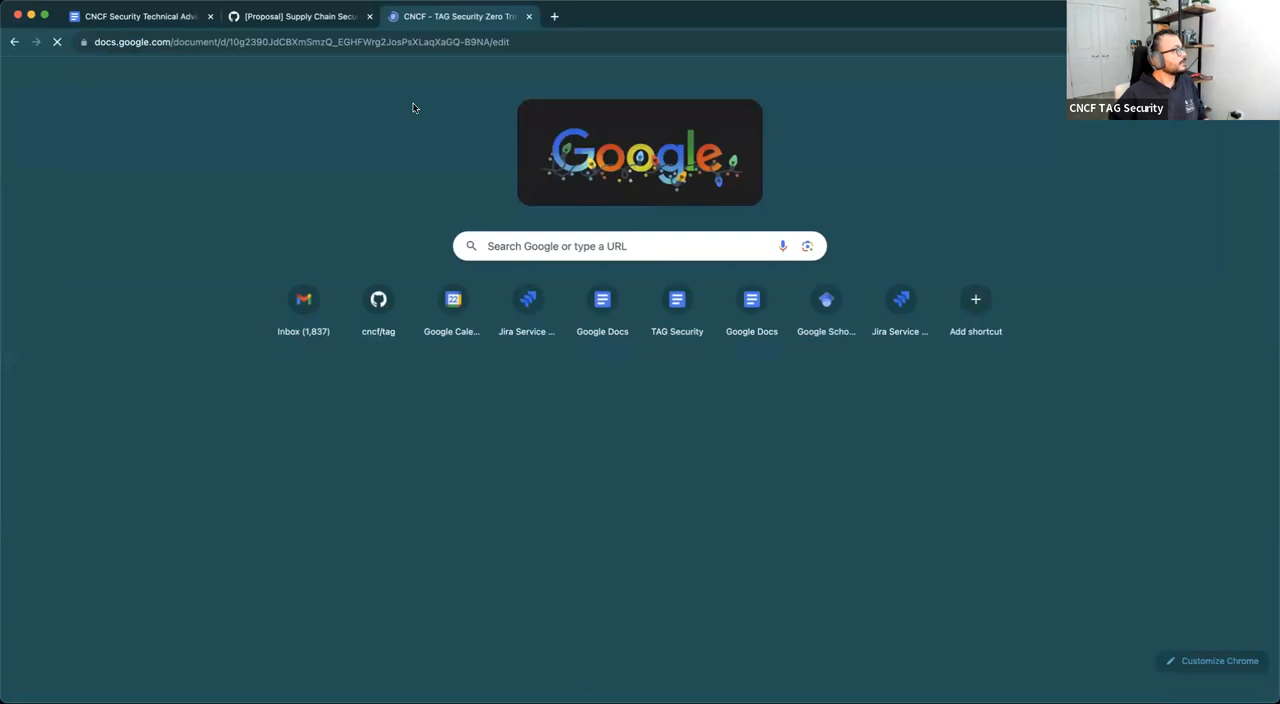 CNCF Security Technical Advi
[Proposal] Supply Chain Secu
CNCF - TAG Security Zero Tru
docs.google.com/document/d/10g2390JdCBXmSmzQ_EGHFWrg2JosPsXLaqXaGQ-B9NA/edit
CNCF TAG Security
Google
Search Google or type a URL
22
Inbox (1,837)
cncf/tag
Google Cale...
Jira Service ...
Google Docs
TAG Security
Google Docs
Google Scho...
Jira Service ...
Add shortcut
Customize Chrome